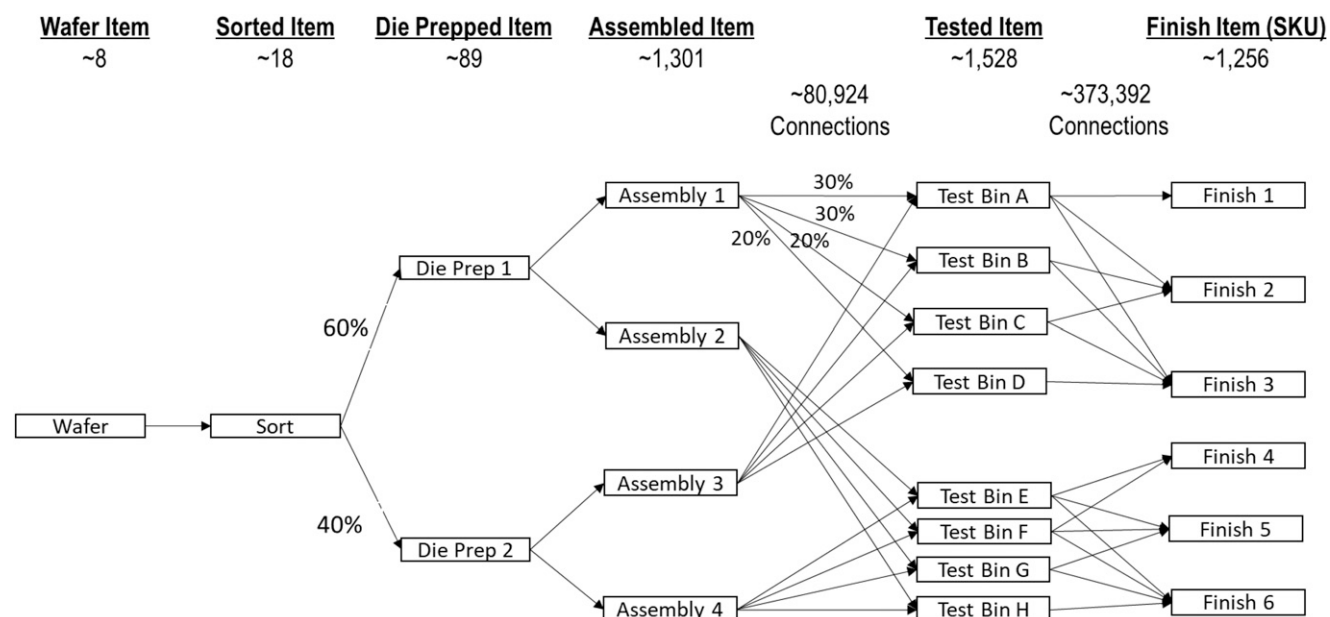 Wafer Item
~8
Sorted Item
~18
Die Prepped Item
~89
Assembled Item
~1,301
Tested Item
~1,528
Finish Item (SKU)
~1,256
~80,924
Connections
~373,392
Connections
Wafer
Sort
60%
40%
Die Prep 1
Die Prep 2
Assembly 1
Assembly 2
Assembly 3
Assembly 4
30%
30%
20%
20%
Test Bin A
Test Bin B
Test Bin C
Test Bin D
Test Bin E
Test Bin F
Test Bin G
Test Bin H
Finish 1
Finish 2
Finish 3
Finish 4
Finish 5
Finish 6